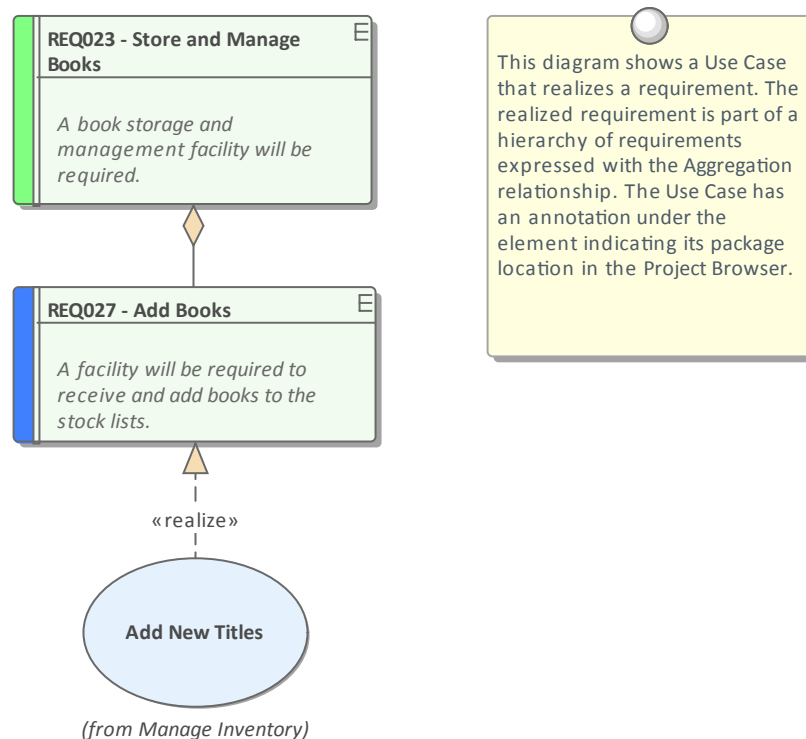 REQ023 - Store and Manage
Books
E
A book storage and
management facility will be
required.
REQ027 - Add Books
E
A facility will be required to
receive and add books to the
stock lists.
«realize»
Add New Titles
(from Manage Inventory)
This diagram shows a Use Case
that realizes a requirement. The
realized requirement is part of a
hierarchy of requirements
expressed with the Aggregation
relationship. The Use Case has
an annotation under the
element indicating its package
location in the Project Browser.